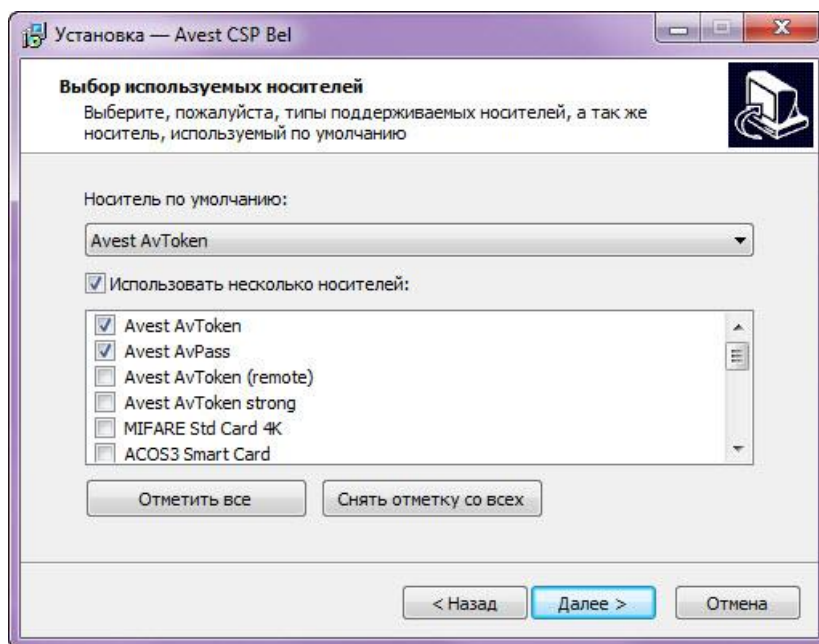 Установка — Avest CSP Bel
Выбор используемых носителей
Выберите, пожалуйста, типы поддерживаемых носителей, а так же
носитель, используемый по умолчанию
Носитель по умолчанию:
Avest AvToken
Использовать несколько носителей:
Avest AvToken
Avest AvPass
Avest AvToken (remote)
Avest AvToken strong
MIFARE Std Card 4K
ACOS3 Smart Card
Отметить все
Снять отметку со всех
< Назад
Далее >
Отмена